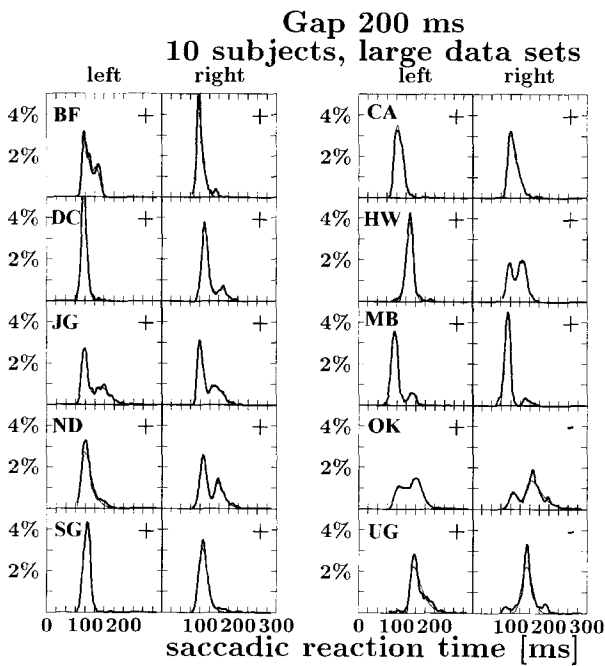 Gap 200 ms
10 subjects, large data sets
left right left right
4% BF + + 4% CA + +
2% 2%
4% DC + + 4% HW + -
2% 2%
4% JG + + 4% MB + +
2% 2%
4% ND + + 4% OK + -
2% 2%
4% SG + + 4% UG + -
2% 2%
0 100 200 100 200 300 0 100 200 100 200 300
saccadic reaction time [ms]